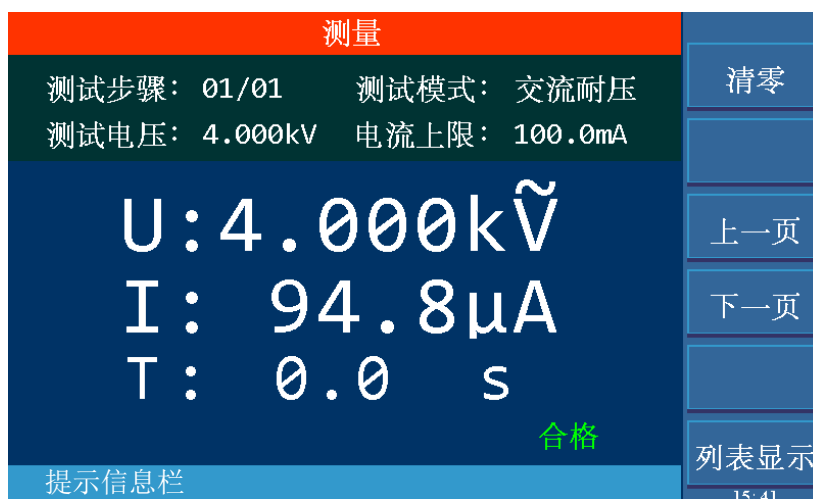 测量
测试步骤: 01/01 测试模式: 交流耐压
测试电压: 4.000kV 电流上限: 100.0mA
U:4.000kṼ
I: 94.8µA
T: 0.0 s
合格
提示信息栏
清零
上一页
下一页
列表显示
15:41